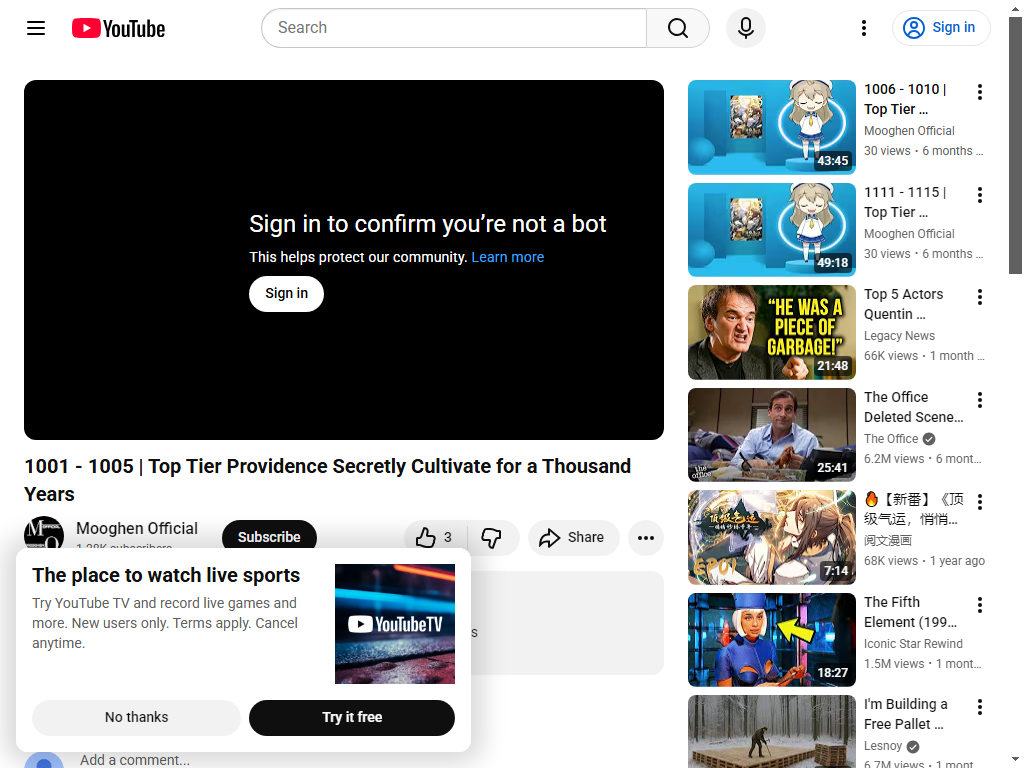 YouTube
Search
Sign in
Sign in to confirm you’re not a bot
This helps protect our community. Learn more
Sign in
1001 - 1005 | Top Tier Providence Secretly Cultivate for a Thousand
Years
Mooghen Official
Subscribe
3
Share
The place to watch live sports
Try YouTube TV and record live games and
more. New users only. Terms apply. Cancel
anytime.
YouTubeTV
No thanks
Try it free
Add a comment...
43:45
1006 - 1010 |
Top Tier ...
Mooghen Official
30 views • 6 months ...
49:18
1111 - 1115 |
Top Tier ...
Mooghen Official
30 views • 6 months ...
“HE WAS A
PIECE OF
GARBAGE!”
21:48
Top 5 Actors
Quentin ...
Legacy News
66K views • 1 month ...
the office
25:41
The Office
Deleted Scene...
The Office
6.2M views • 6 mont...
顶级气运
EP01
7:14
🔥【新番】《顶
级气运，悄悄...
阅文漫画
68K views • 1 year ago
18:27
The Fifth
Element (199...
Iconic Star Rewind
1.5M views • 1 mont...
I'm Building a
Free Pallet ...
Lesnoy
6.7M views • 1 mont...